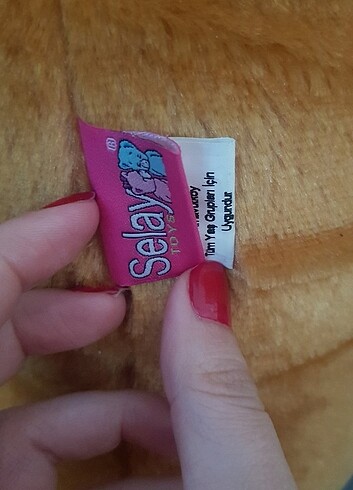 Selay
TOYS
Tüm Yaş Grupları İçin
Uygundur